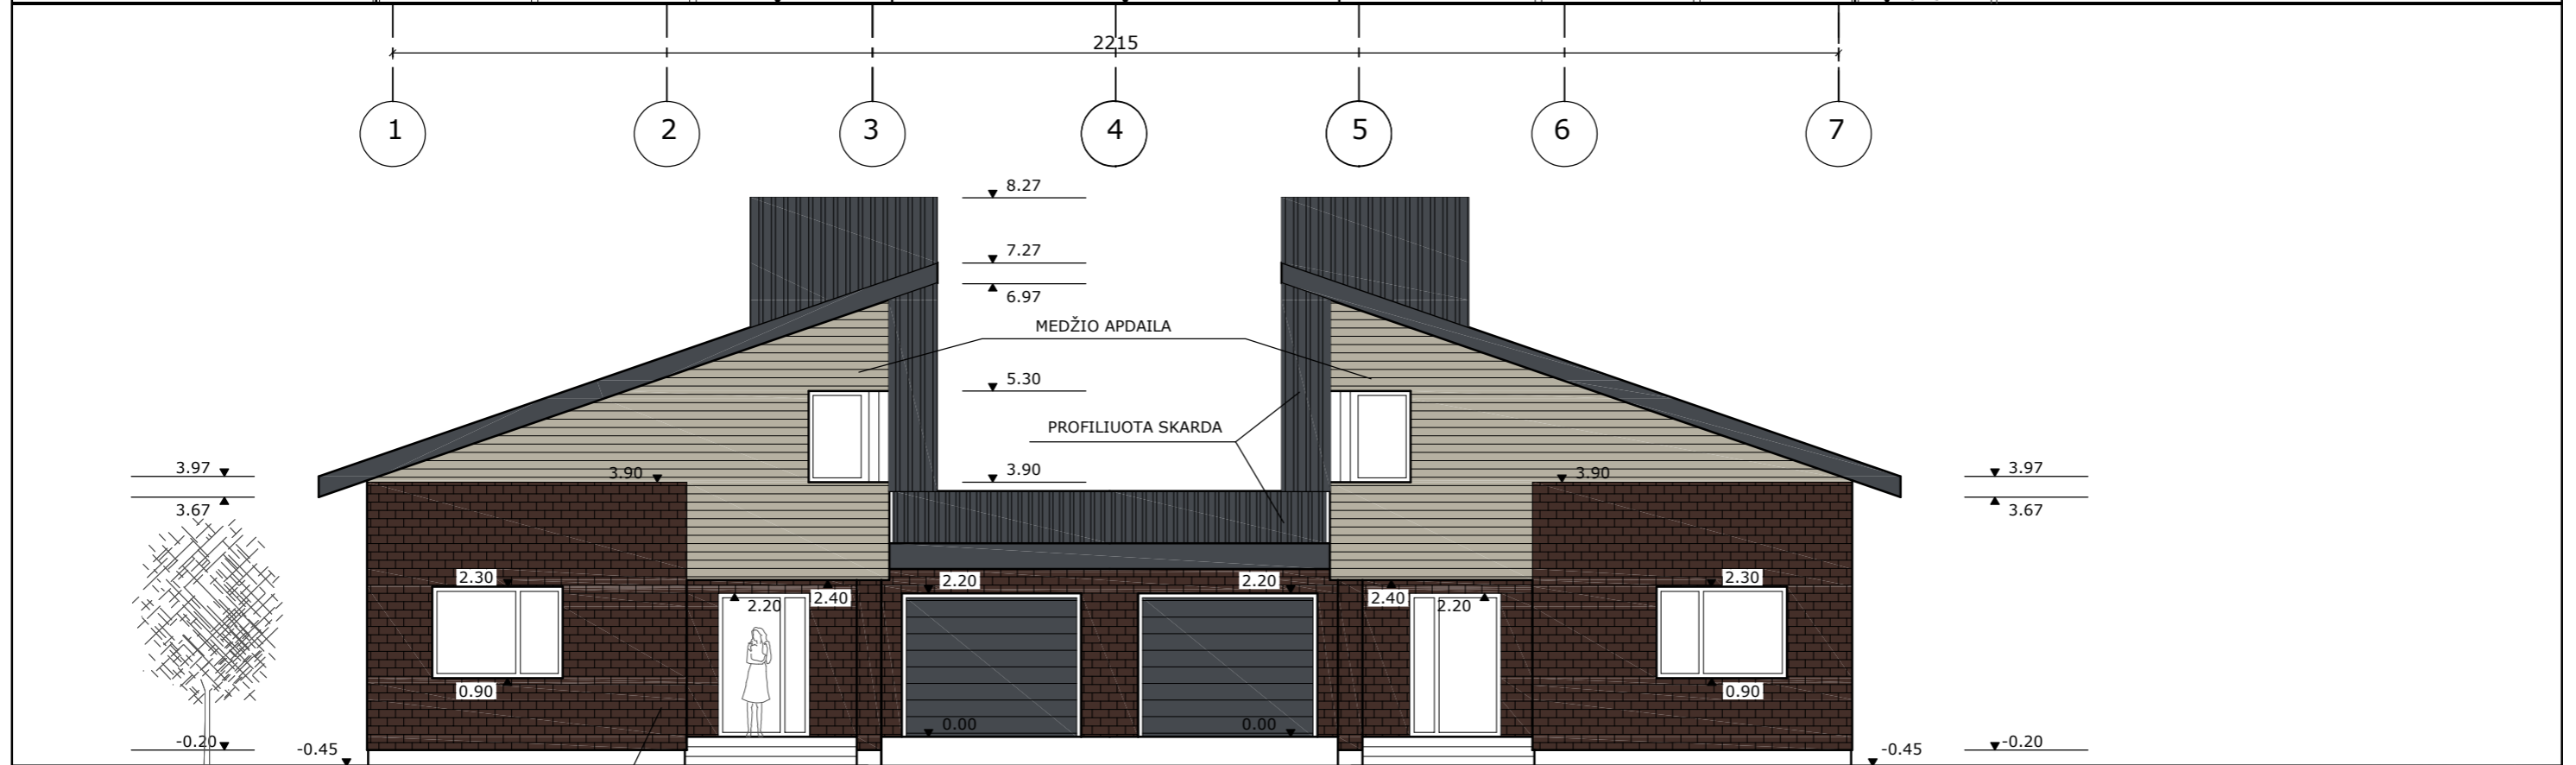 2215
1 2 3 4 5 6 7
8.27
7.27
6.97
MEDŽIO APDAILA
5.30
PROFILIUOTA SKARDA
3.97 3.90 3.90 3.90 3.97
3.67 3.67
2.30 2.20 2.20 2.30
2.20 2.40 2.40 2.20
0.90 0.90
0.00 0.00
-0.20 -0.45 -0.45 -0.20